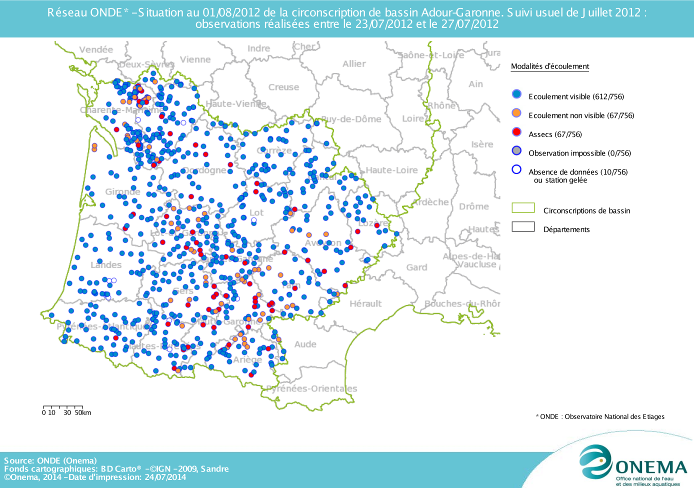 Réseau ONDE* -Situation au 01/08/2012 de la circonscription de bassin Adour-Garonne. Suivi usuel de Juillet 2012 :
observations réalisées entre le 23/07/2012 et le 27/07/2012
Vendée
Deux-Sèvres
Vienne
Indre
Cher
Allier
Saône-et-Loire
Jura
Ain
Creuse
Haute-Vienne
Charente-Maritime
Puy-de-Dôme
Loire
Rhône
Isère
Corrèze
Dordogne
Haute-Loire
Gironde
Lot
Ardèche
Drôme
Lozère
Hautes
Aveyron
Gard
Alpes-de-Ha
Vaucluse
Landes
Gers
Hérault
Bouches-du-Rhôn
Aude
Ariège
Pyrénées-Orientales
0 10 30 50km
Modalités d'écoulement
Ecoulement visible (612/756)
Ecoulement non visible (67/756)
Assecs (67/756)
Observation impossible (0/756)
Absence de données (10/756)
ou station gelée
Circonscriptions de bassin
Départements
* ONDE : Observatoire National des Etiages
Source: ONDE (Onema)
Fonds cartographiques: BD Carto® -©IGN -2009, Sandre
©Onema, 2014 -Date d'impression: 24/07/2014
ONEMA
Office national de l'eau
et des milieux aquatiques